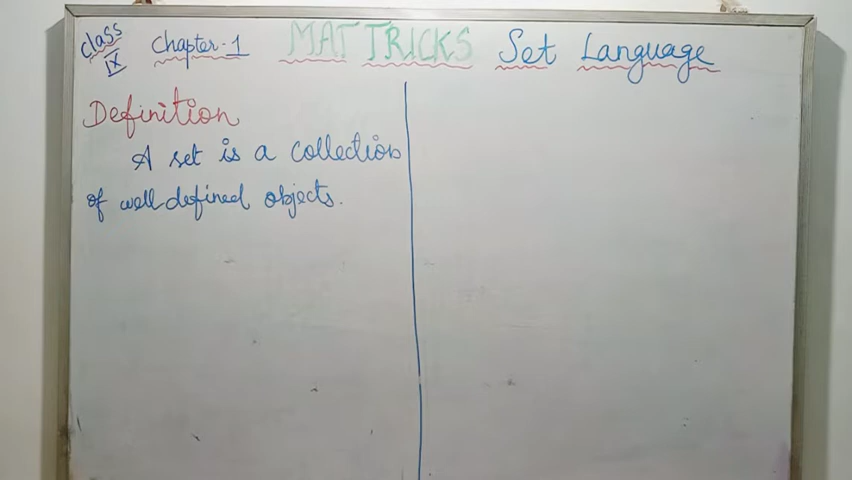 Class IX Chapter-1 MAT TRICKS Set Language
Definition
A set is a collection
of well-defined objects.